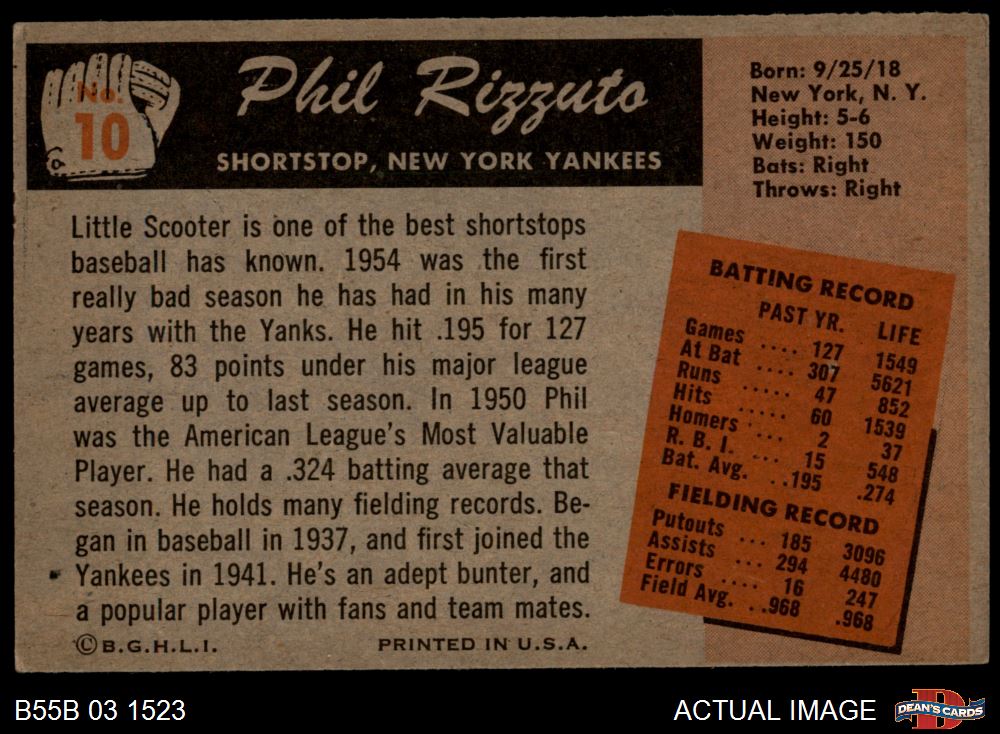 No.
10
Phil Rizzuto
SHORTSTOP, NEW YORK YANKEES
Born: 9/25/18
New York, N. Y.
Height: 5-6
Weight: 150
Bats: Right
Throws: Right
Little Scooter is one of the best shortstops
baseball has known. 1954 was the first
really bad season he has had in his many
years with the Yanks. He hit .195 for 127
games, 83 points under his major league
average up to last season. In 1950 Phil
was the American League's Most Valuable
Player. He had a .324 batting average that
season. He holds many fielding records. Be-
gan in baseball in 1937, and first joined the
Yankees in 1941. He's an adept bunter, and
a popular player with fans and team mates.
©B.G.H.L.I. PRINTED IN U.S.A.
BATTING RECORD
PAST YR. LIFE
Games .... 127 1549
At Bat .... 307 5621
Runs ..... 47 852
Hits ..... 60 1539
Homers .... 2 37
R. B. I. ... 15 548
Bat. Avg. ..195 .274
FIELDING RECORD
Putouts ... 185 3096
Assists ... 294 4480
Errors .... 16 247
Field Avg. ..968 .968
B55B 03 1523
ACTUAL IMAGE
DEAN'S CARDS